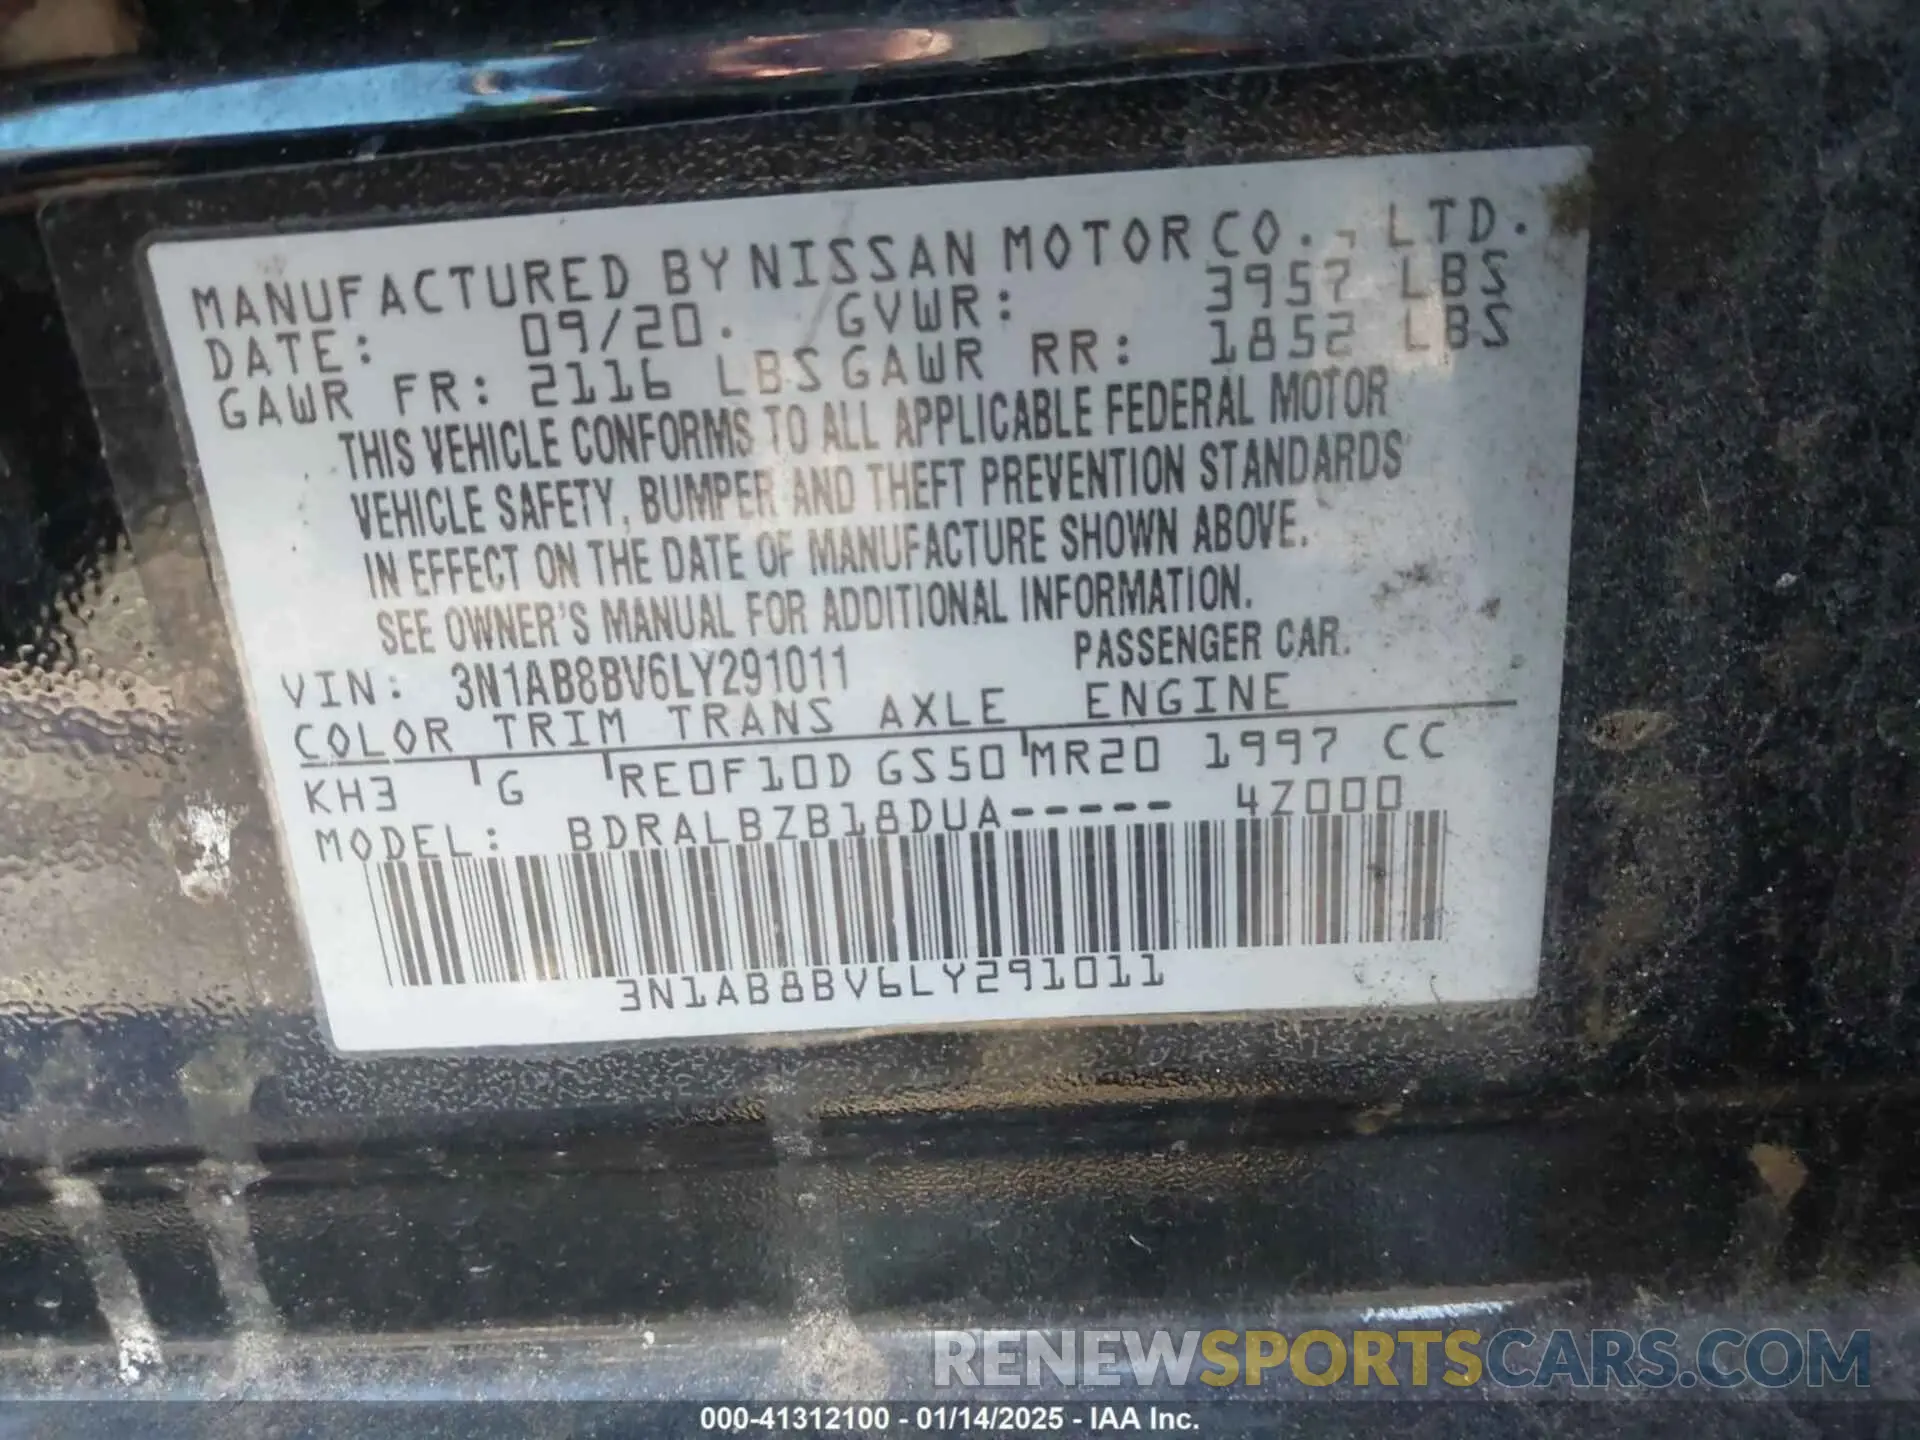 MANUFACTURED BY NISSAN MOTOR CO., LTD.
DATE: 09/20. GVWR: 3957 LBS
GAWR FR: 2116 LBS GAWR RR: 1852 LBS
THIS VEHICLE CONFORMS TO ALL APPLICABLE FEDERAL MOTOR
VEHICLE SAFETY, BUMPER AND THEFT PREVENTION STANDARDS
IN EFFECT ON THE DATE OF MANUFACTURE SHOWN ABOVE.
SEE OWNER'S MANUAL FOR ADDITIONAL INFORMATION.
VIN: 3N1AB8BV6LY291011 PASSENGER CAR.
COLOR TRIM TRANS AXLE ENGINE
KH3 G RE0F10D GS50 MR20 1997 CC
MODEL: BDRALBZB18DUA----- 4Z000
3N1AB8BV6LY291011
RENEWSPORTSCARS.COM
000-41312100 - 01/14/2025 - IAA Inc.